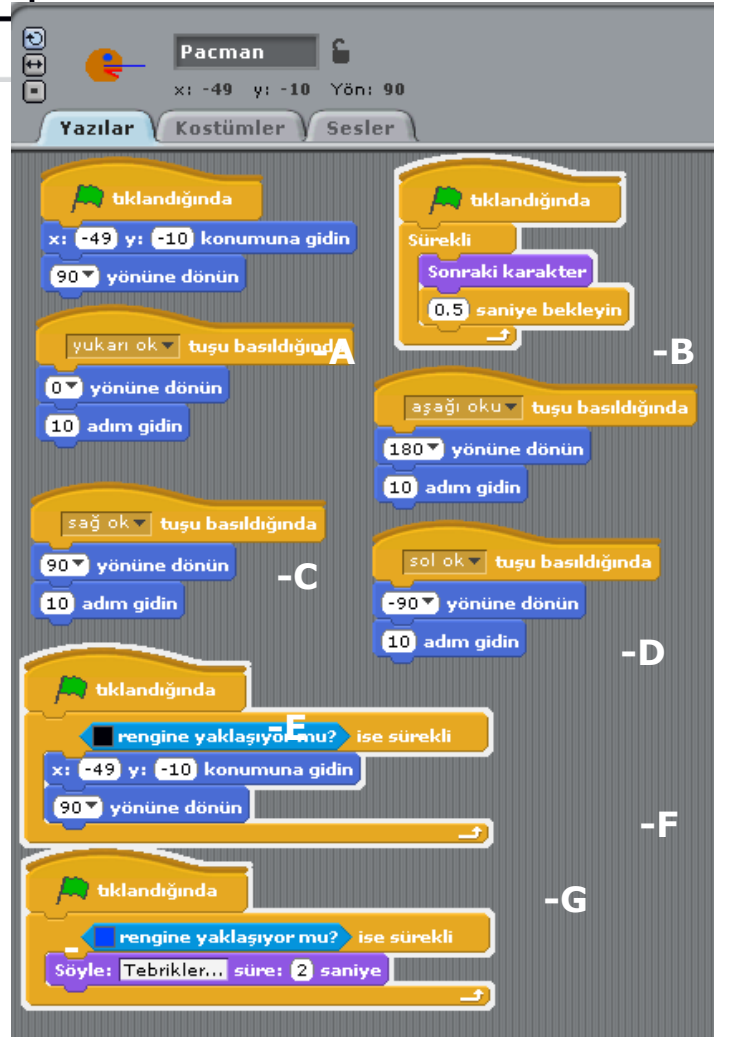 Pacman
x: -49 y: -10 Yön: 90
Yazılar Kostümler Sesler
tıklandığında
x: -49 y: -10 konumuna gidin
90 yönüne dönün
tıklandığında
Sürekli
Sonraki karakter
0.5 saniye bekleyin
yukarı ok tuşu basıldığında
-A
0 yönüne dönün
10 adım gidin
-B
aşağı oku tuşu basıldığında
180 yönüne dönün
10 adım gidin
sağ ok tuşu basıldığında
90 yönüne dönün
10 adım gidin
-C
sol ok tuşu basıldığında
-90 yönüne dönün
10 adım gidin
-D
tıklandığında
-E
rengine yaklaşıyor mu? ise sürekli
x: -49 y: -10 konumuna gidin
90 yönüne dönün
-F
tıklandığında
-G
rengine yaklaşıyor mu? ise sürekli
-
Söyle: Tebrikler... süre: 2 saniye